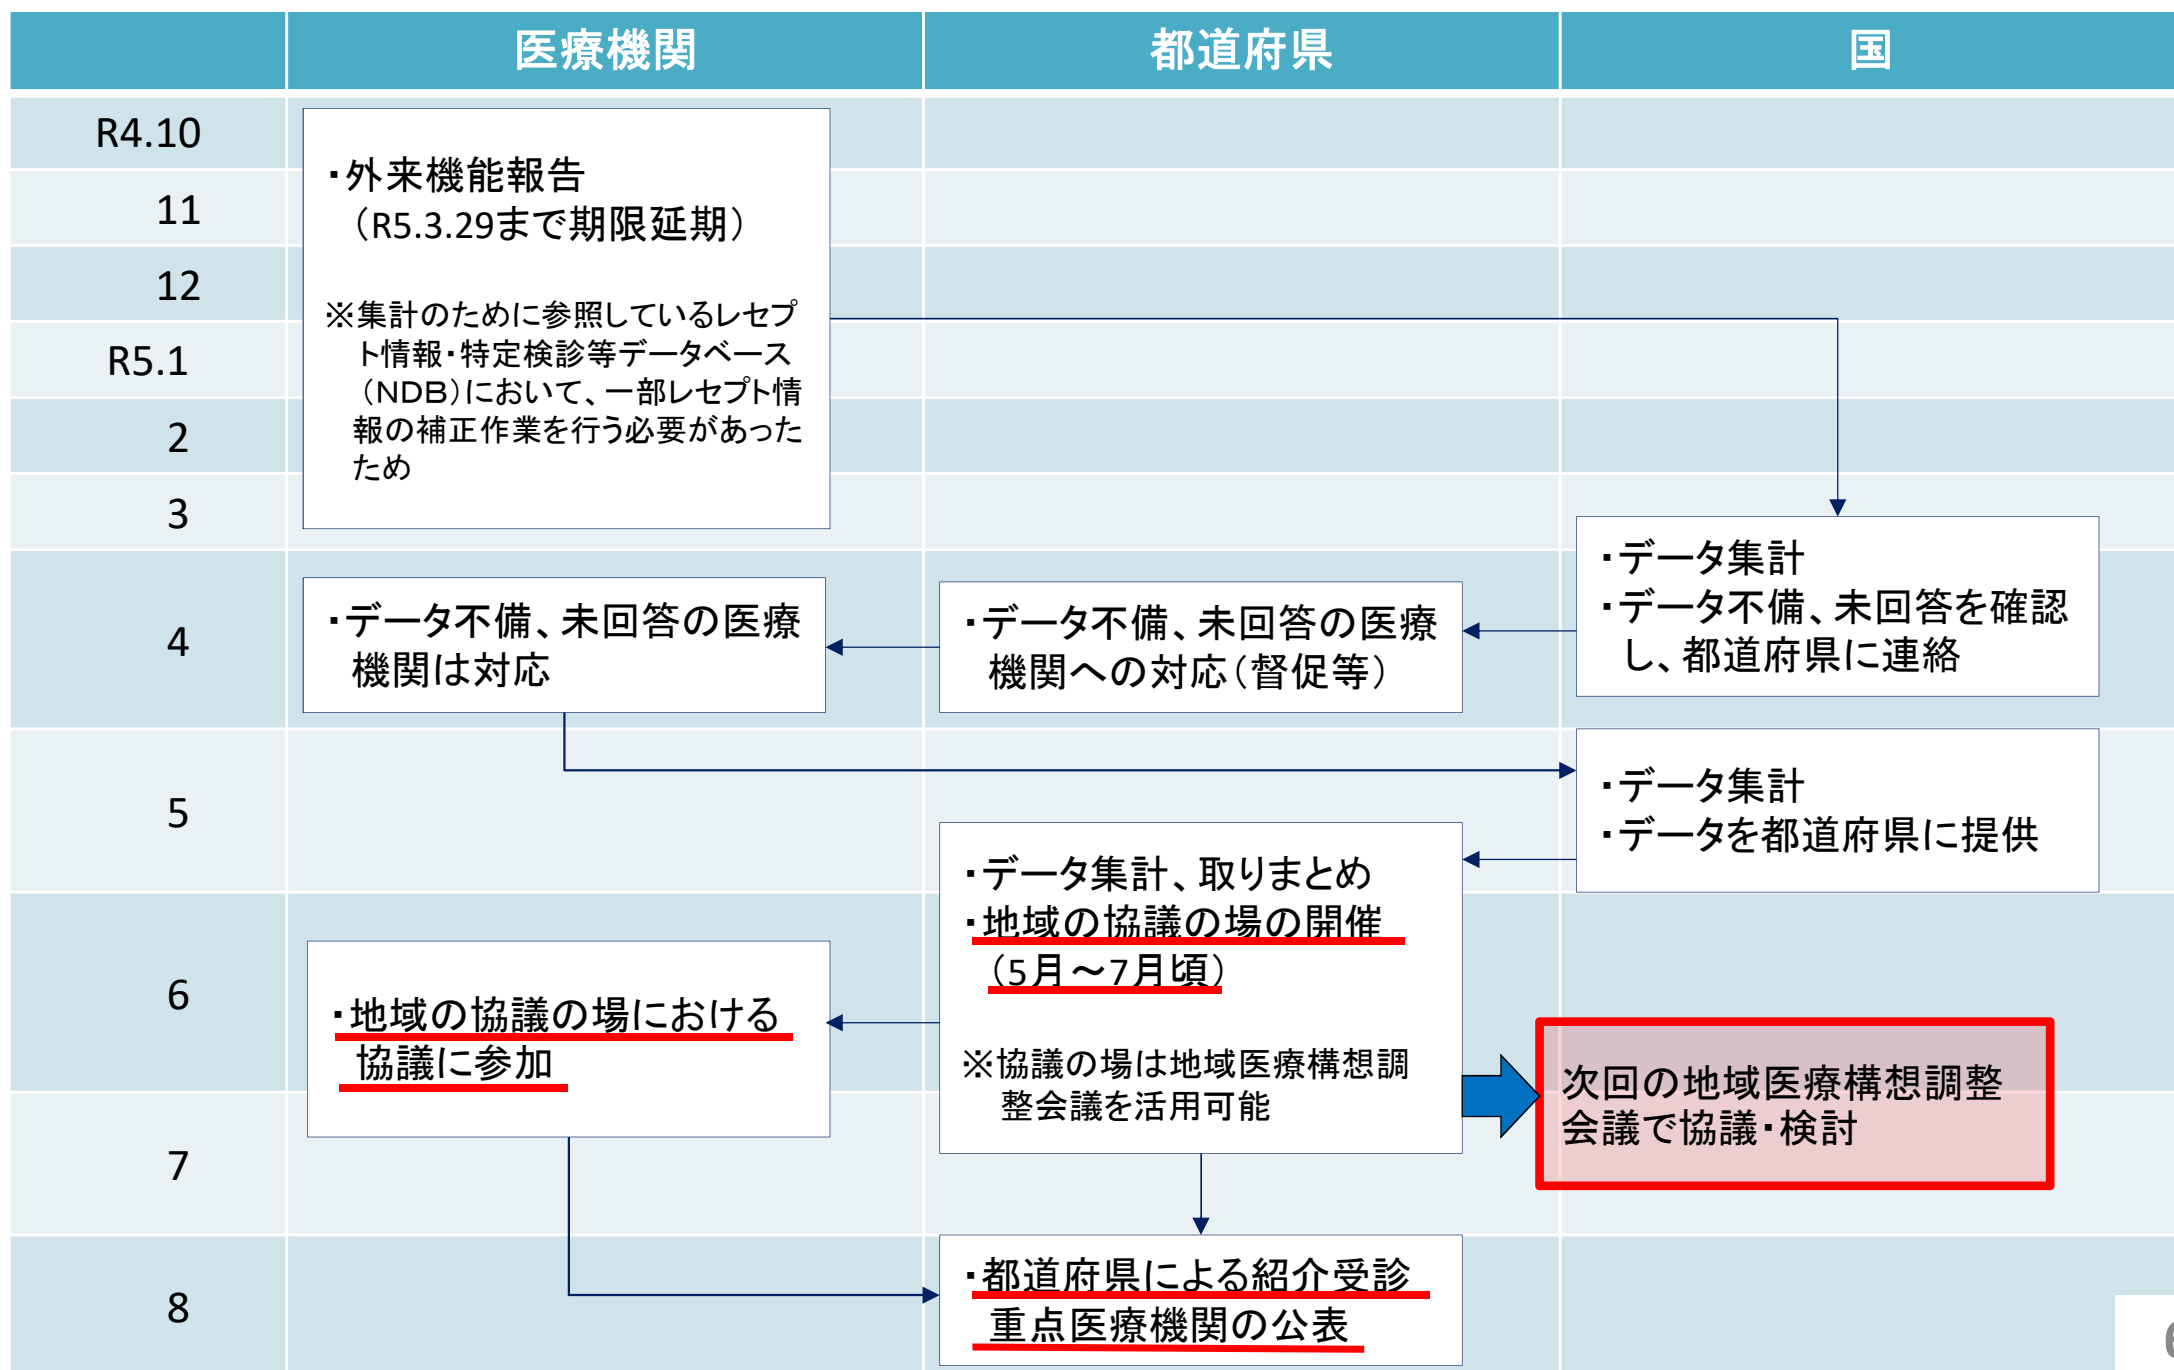 医療機関
都道府県
国
R4.10
11
12
R5.1
2
3
4
5
6
7
8
・外来機能報告
（R5.3.29まで期限延期）
※集計のために参照しているレセプ
ト情報・特定検診等データベース
（NDB）において、一部レセプト情
報の補正作業を行う必要があった
ため
・データ集計
・データ不備、未回答を確認
し、都道府県に連絡
・データ不備、未回答の医療
機関への対応（督促等）
・データ不備、未回答の医療
機関は対応
・データ集計
・データを都道府県に提供
・データ集計、取りまとめ
・地域の協議の場の開催
（5月～7月頃）
※協議の場は地域医療構想調
整会議を活用可能
・地域の協議の場における
協議に参加
次回の地域医療構想調整
会議で協議・検討
・都道府県による紹介受診
重点医療機関の公表